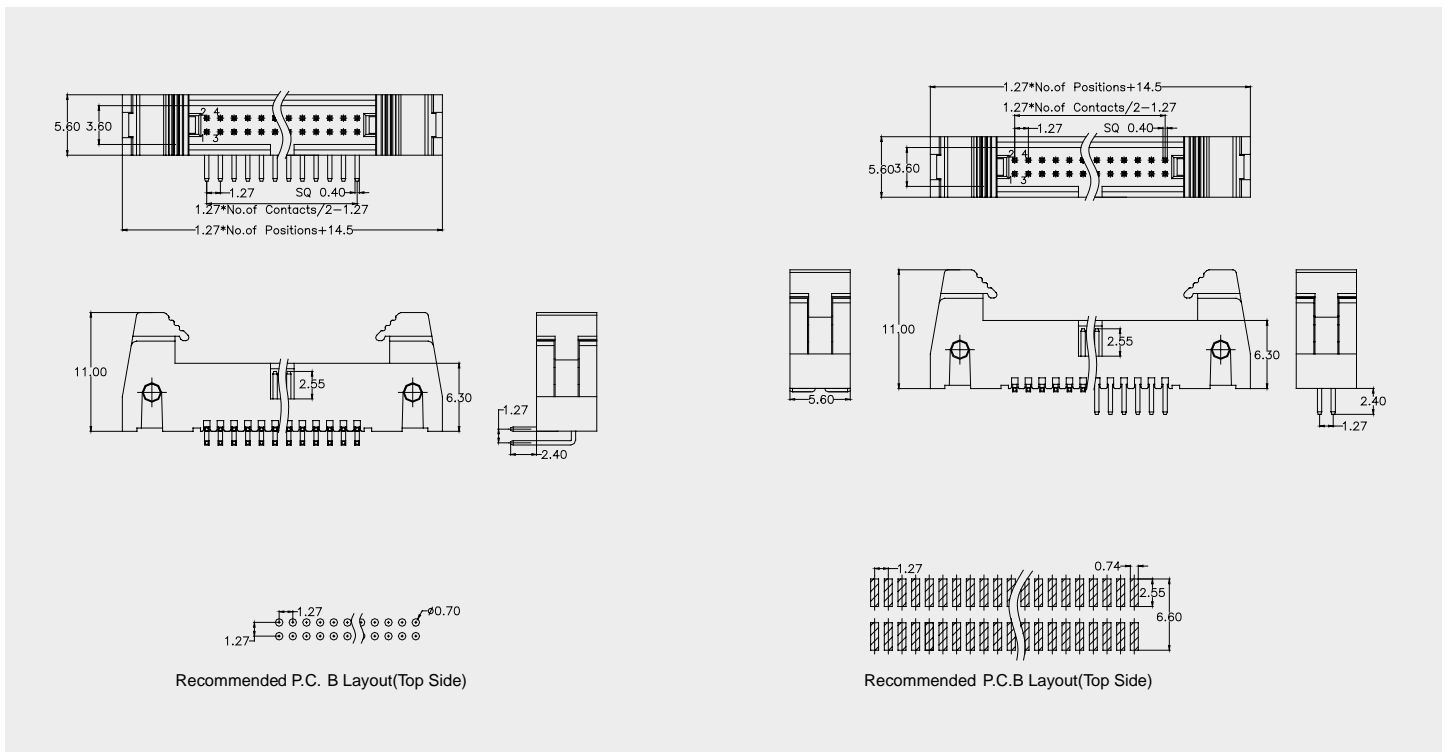 5.60 3.60
2 4
1 3
1.27
SQ 0.40
1.27*No.of Contacts/2-1.27
1.27*No.of Positions+14.5
11.00
2.55
6.30
1.27
2.40
1.27
ø0.70
1.27
Recommended P.C. B Layout(Top Side)
1.27*No.of Positions+14.5
1.27*No.of Contacts/2-1.27
1.27
SQ 0.40
5.60 3.60
2 4
1 3
11.00
2.55
6.30
5.60
2.40
1.27
1.27
0.74
2.55
6.60
Recommended P.C.B Layout(Top Side)